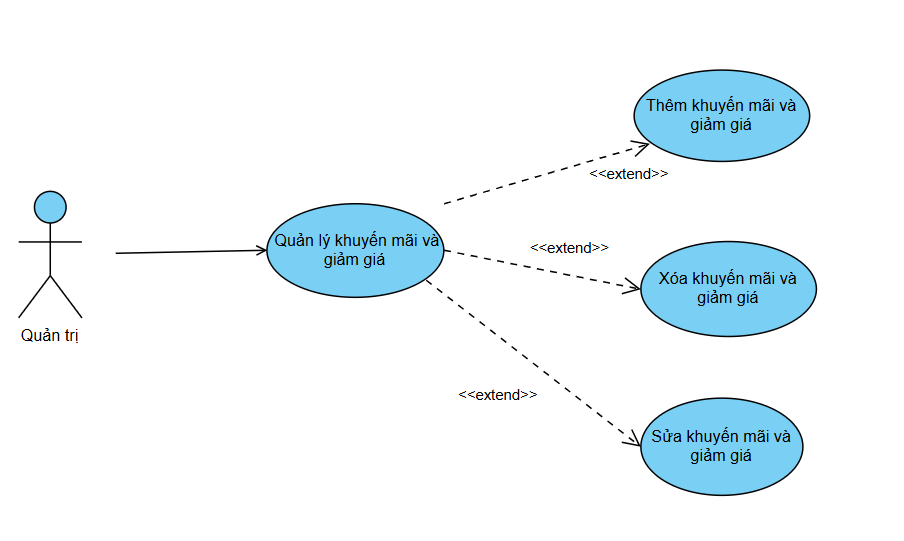 Thêm khuyến mãi và
giảm giá
<<extend>>
Quản lý khuyến mãi và
giảm giá
<<extend>>
Xóa khuyến mãi và
giảm giá
Quản trị
<<extend>>
Sửa khuyến mãi và
giảm giá